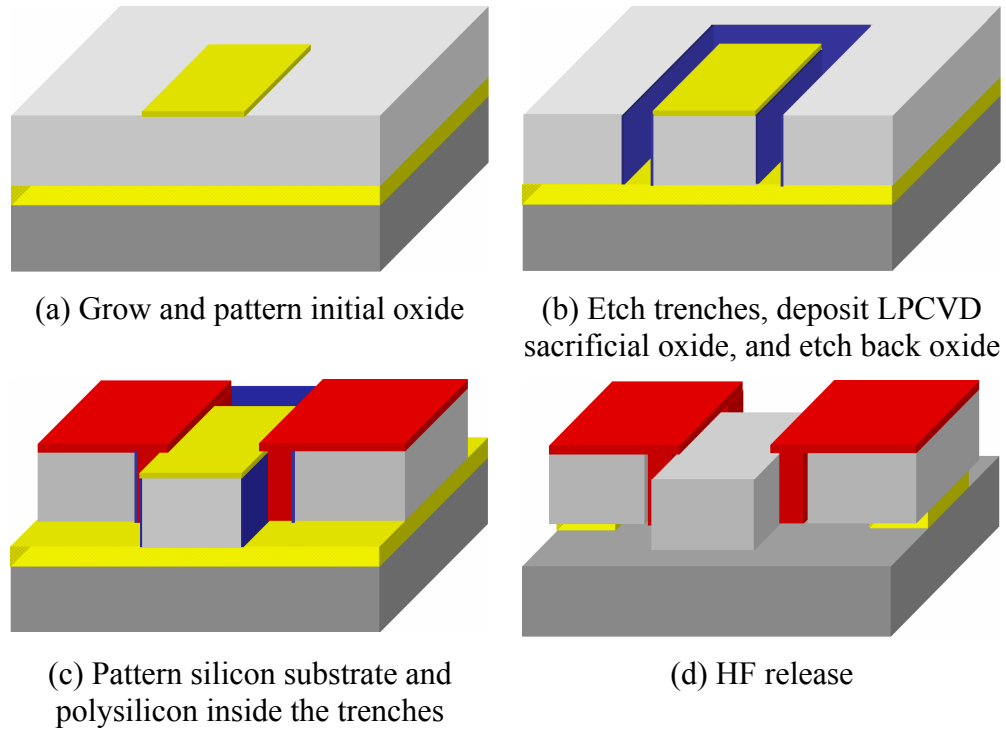 (a) Grow and pattern initial oxide
(b) Etch trenches, deposit LPCVD
sacrificial oxide, and etch back oxide
(c) Pattern silicon substrate and
polysilicon inside the trenches
(d) HF release